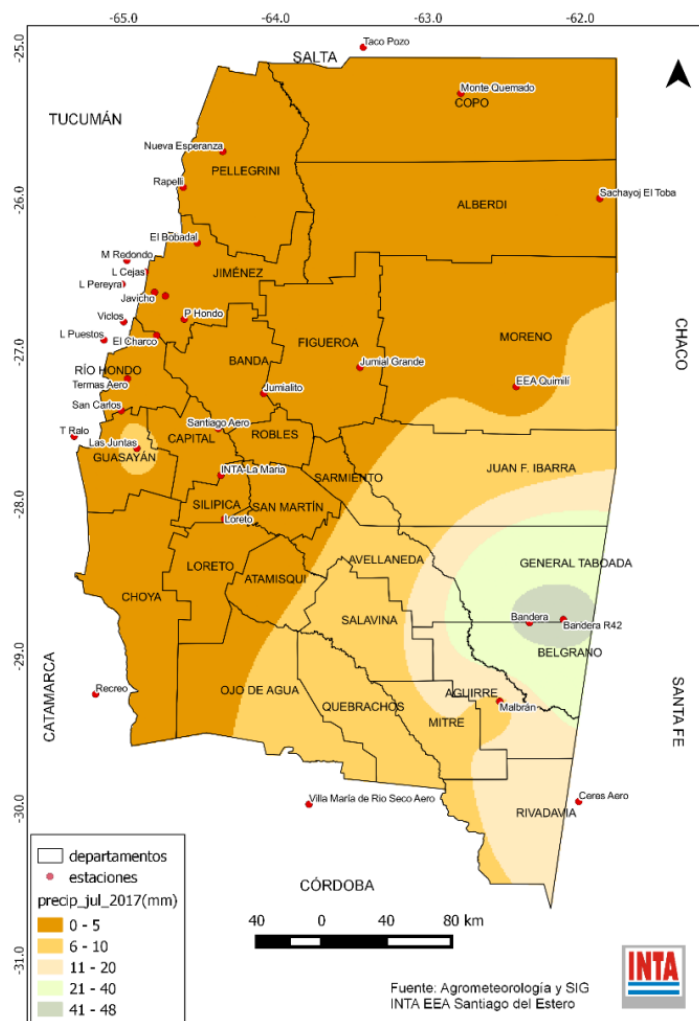 -65.0
-64.0
-63.0
-62.0
-25.0
Taco Pozo
SALTA
Monte Quemado
COPO
TUCUMÁN
Nueva Esperanza
PELLEGRINI
Rapelli
-26.0
Sachayoj El Toba
ALBERDI
El Bobadal
M Redondo
L Cejas
JIMÉNEZ
L Pereyra
Javicho
P Hondo
Viclos
L Puestos
El Charco
FIGUEROA
MORENO
CHACO
-27.0
BANDA
Jumial Grande
RÍO HONDO
Termas Aero
Jumialito
EEA Quimilí
San Carlos
T Ralo
Santiago Aero
CAPITAL
ROBLES
Las Juntas
GUASAYÁN
INTA-La Maria
SARMIENTO
JUAN F. IBARRA
-28.0
SILIPICA
SAN MARTÍN
Loreto
AVELLANEDA
GENERAL TABOADA
LORETO
ATAMISQUI
CHOYA
SALAVINA
Bandera
Bandera R42
BELGRANO
-29.0
CATAMARCA
Recreo
OJO DE AGUA
AGUIRRE
Malbrán
QUEBRACHOS
MITRE
SANTA FE
Villa María de Rio Seco Aero
Ceres Aero
RIVADAVIA
-30.0
departamentos
estaciones
precip_jul_2017(mm)
0 - 5
6 - 10
11 - 20
21 - 40
41 - 48
CÓRDOBA
40 0 40 80 km
-31.0
Fuente: Agrometeorología y SIG
INTA EEA Santiago del Estero
INTA